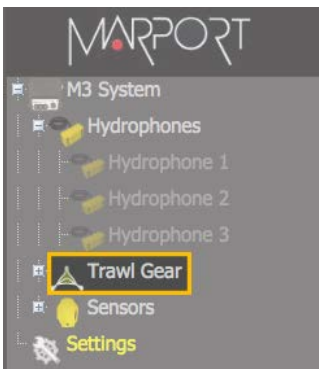 MARPORT
M3 System
Hydrophones
Hydrophone 1
Hydrophone 2
Hydrophone 3
Trawl Gear
Sensors
Settings